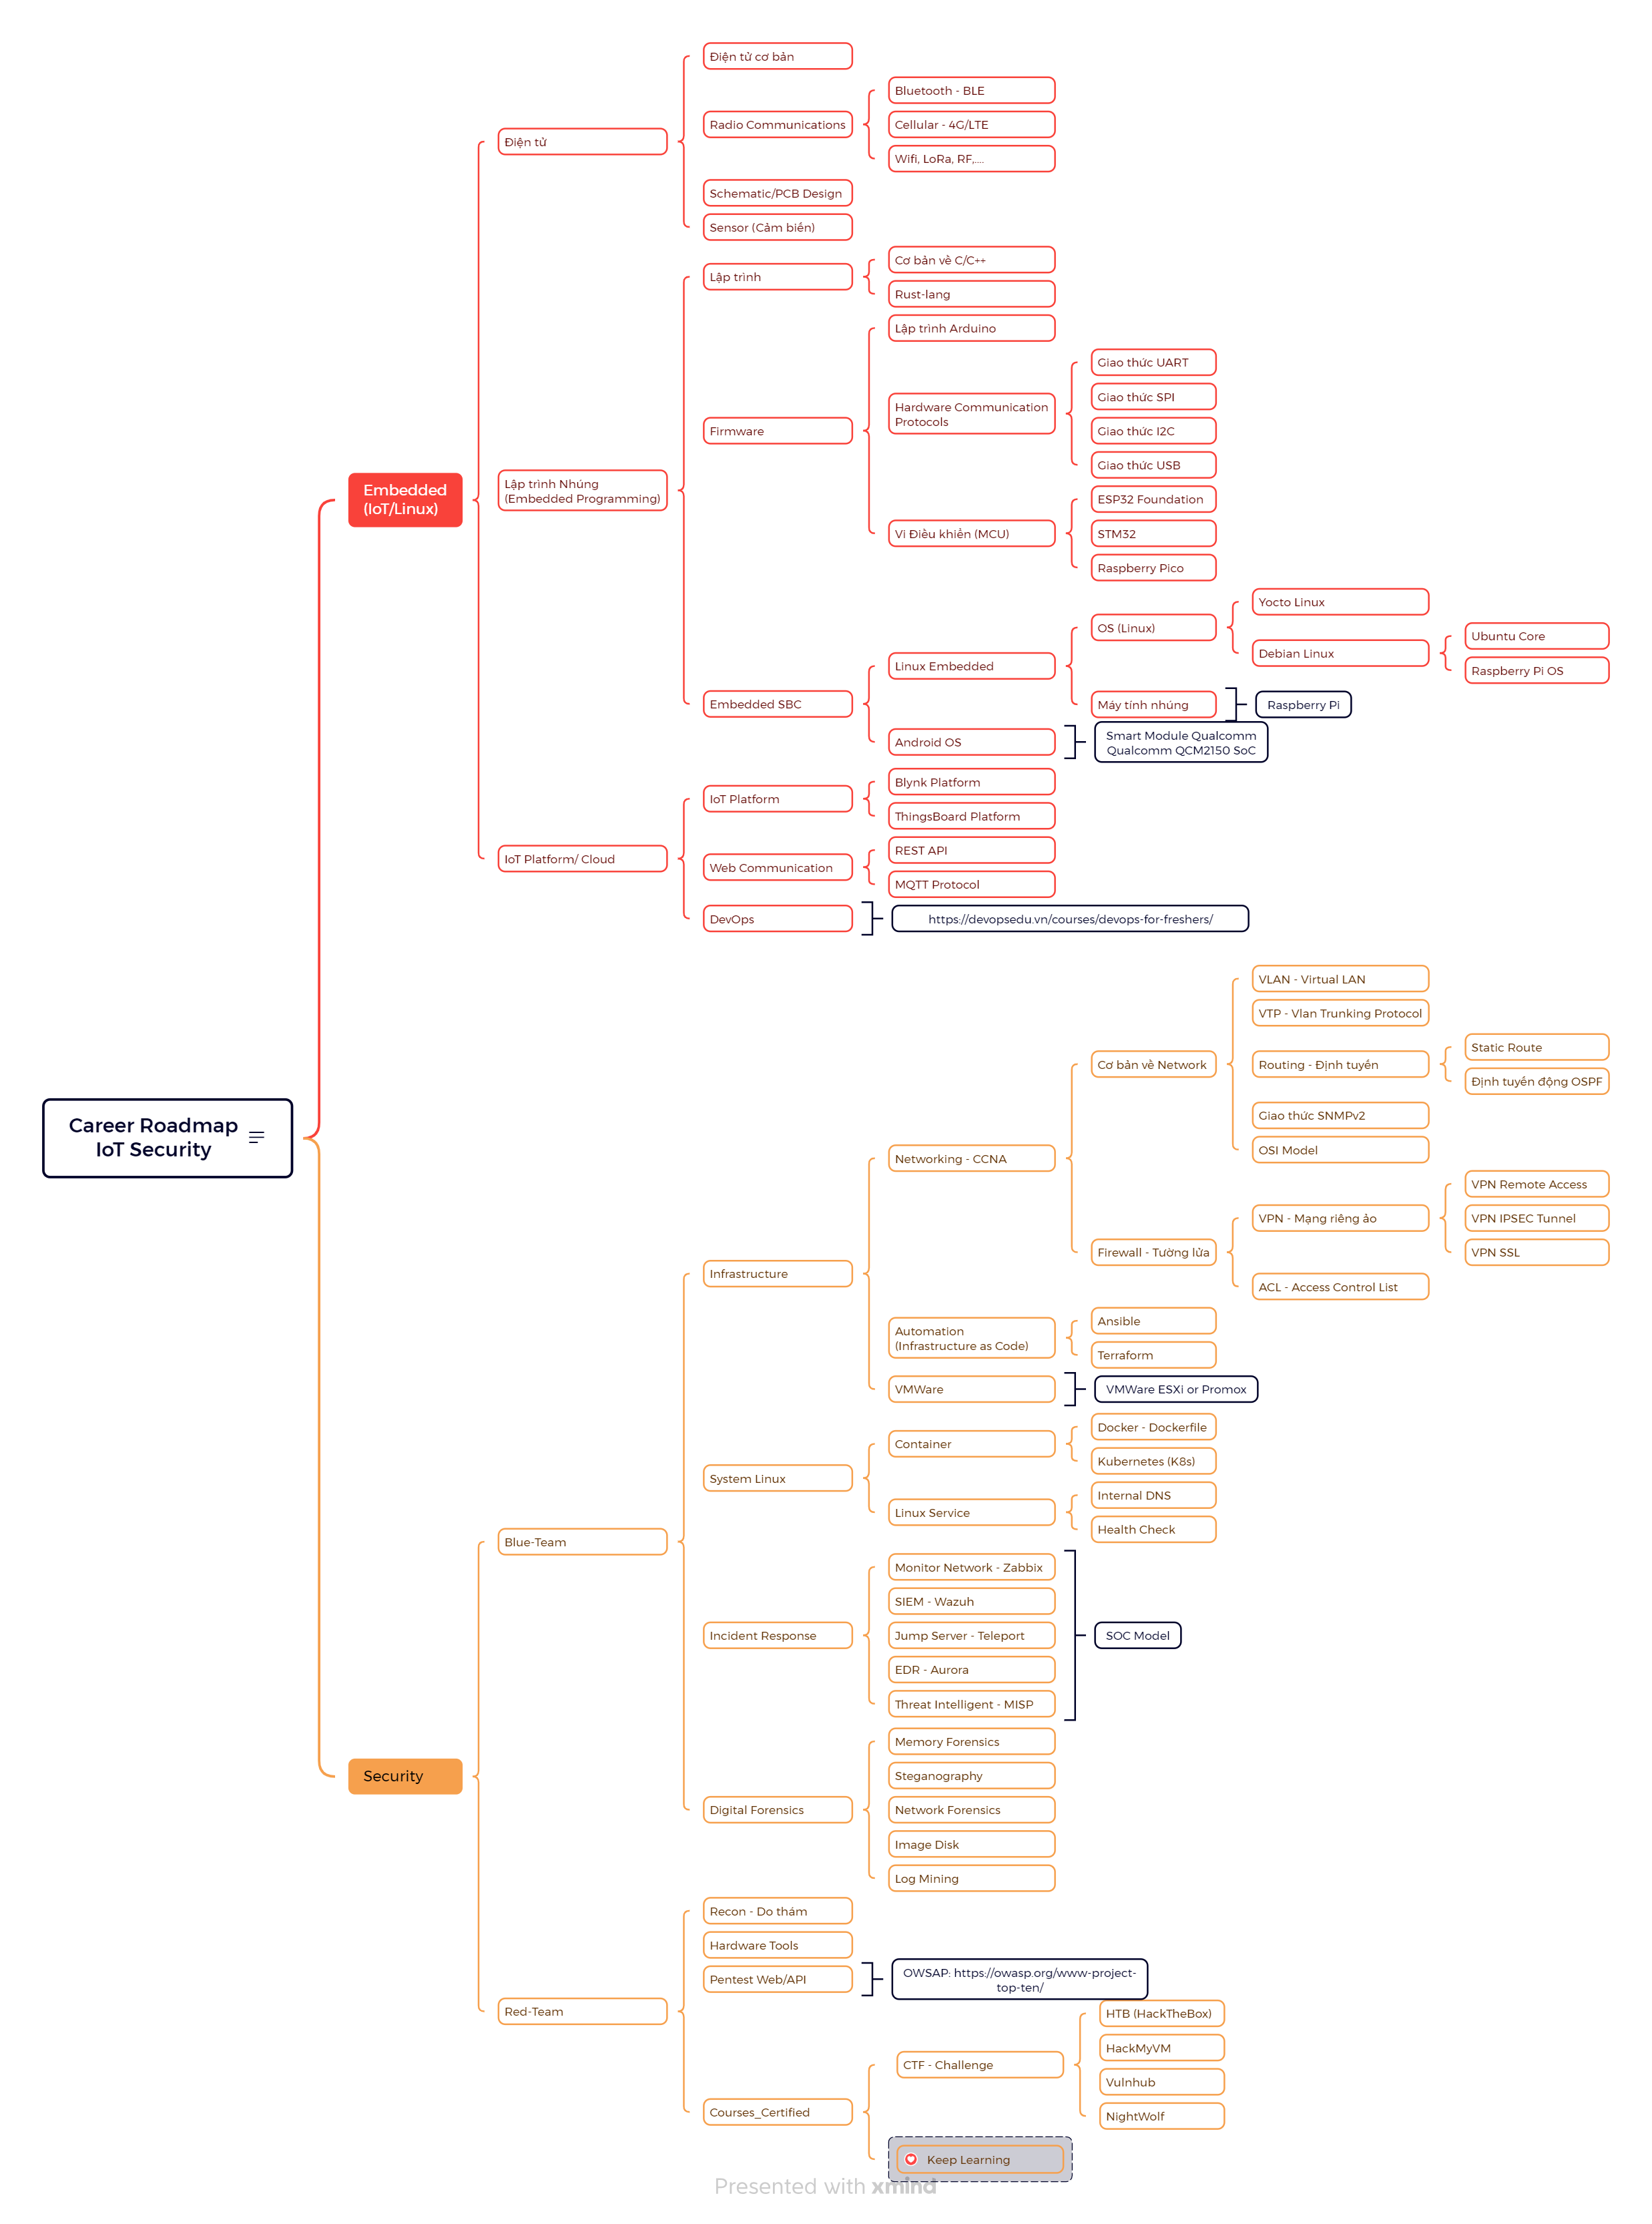 Career Roadmap
IoT Security
Embedded
(IoT/Linux)
Điện tử
Điện tử cơ bản
Radio Communications
Bluetooth - BLE
Cellular - 4G/LTE
Wifi, LoRa, RF,....
Schematic/PCB Design
Sensor (Cảm biến)
Lập trình Nhúng
(Embedded Programming)
Lập trình
Cơ bản về C/C++
Rust-lang
Firmware
Lập trình Arduino
Hardware Communication
Protocols
Giao thức UART
Giao thức SPI
Giao thức I2C
Giao thức USB
Vi Điều khiển (MCU)
ESP32 Foundation
STM32
Raspberry Pico
Embedded SBC
Linux Embedded
OS (Linux)
Yocto Linux
Debian Linux
Ubuntu Core
Raspberry Pi OS
Máy tính nhúng
Raspberry Pi
Android OS
Smart Module Qualcomm
Qualcomm QCM2150 SoC
IoT Platform/ Cloud
IoT Platform
Blynk Platform
ThingsBoard Platform
Web Communication
REST API
MQTT Protocol
DevOps
https://devopsedu.vn/courses/devops-for-freshers/
Security
Blue-Team
Infrastructure
Networking - CCNA
Cơ bản về Network
VLAN - Virtual LAN
VTP - Vlan Trunking Protocol
Routing - Định tuyến
Static Route
Định tuyến động OSPF
Giao thức SNMPv2
OSI Model
Firewall - Tường lửa
VPN - Mạng riêng ảo
VPN Remote Access
VPN IPSEC Tunnel
VPN SSL
ACL - Access Control List
Automation
(Infrastructure as Code)
Ansible
Terraform
VMWare
VMWare ESXi or Promox
System Linux
Container
Docker - Dockerfile
Kubernetes (K8s)
Linux Service
Internal DNS
Health Check
Incident Response
Monitor Network - Zabbix
SIEM - Wazuh
Jump Server - Teleport
EDR - Aurora
Threat Intelligent - MISP
SOC Model
Digital Forensics
Memory Forensics
Steganography
Network Forensics
Image Disk
Log Mining
Red-Team
Recon - Do thám
Hardware Tools
Pentest Web/API
OWSAP: https://owasp.org/www-project-
top-ten/
Courses_Certified
CTF - Challenge
HTB (HackTheBox)
HackMyVM
Vulnhub
NightWolf
Keep Learning
Presented with xmind